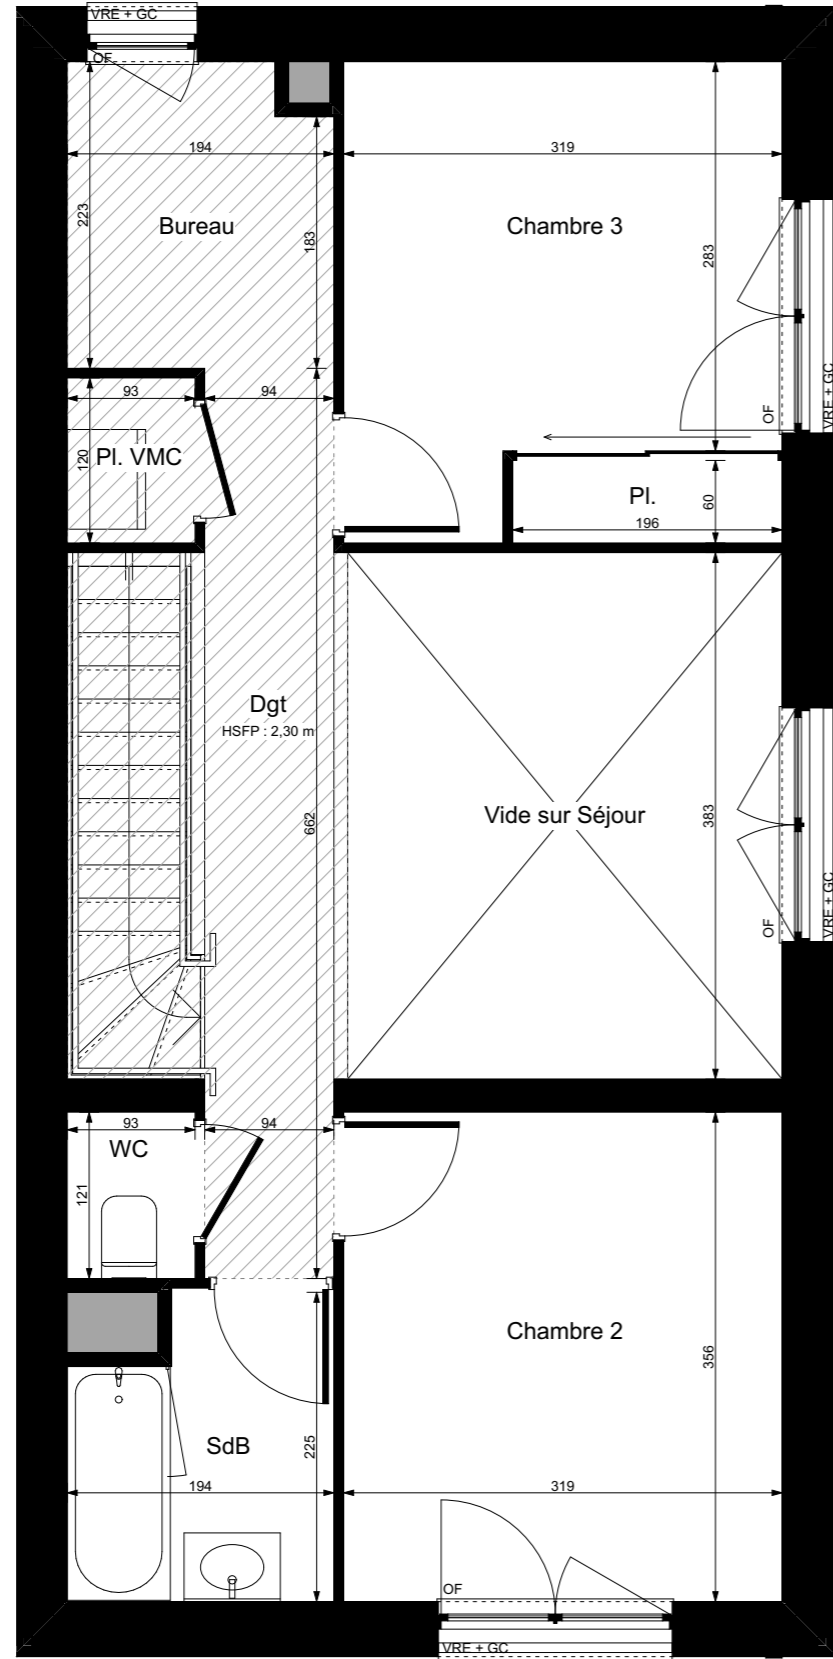 VRE + GC
OF
194
319
223
Bureau
183
Chambre 3
283
VRE + GC
OF
93
94
120
Pl. VMC
Pl.
60
196
Dgt
HSFP : 2,30 m
662
Vide sur Séjour
383
VRE + GC
OF
93
94
WC
121
Chambre 2
356
SdB
225
194
319
OF
VRE + GC